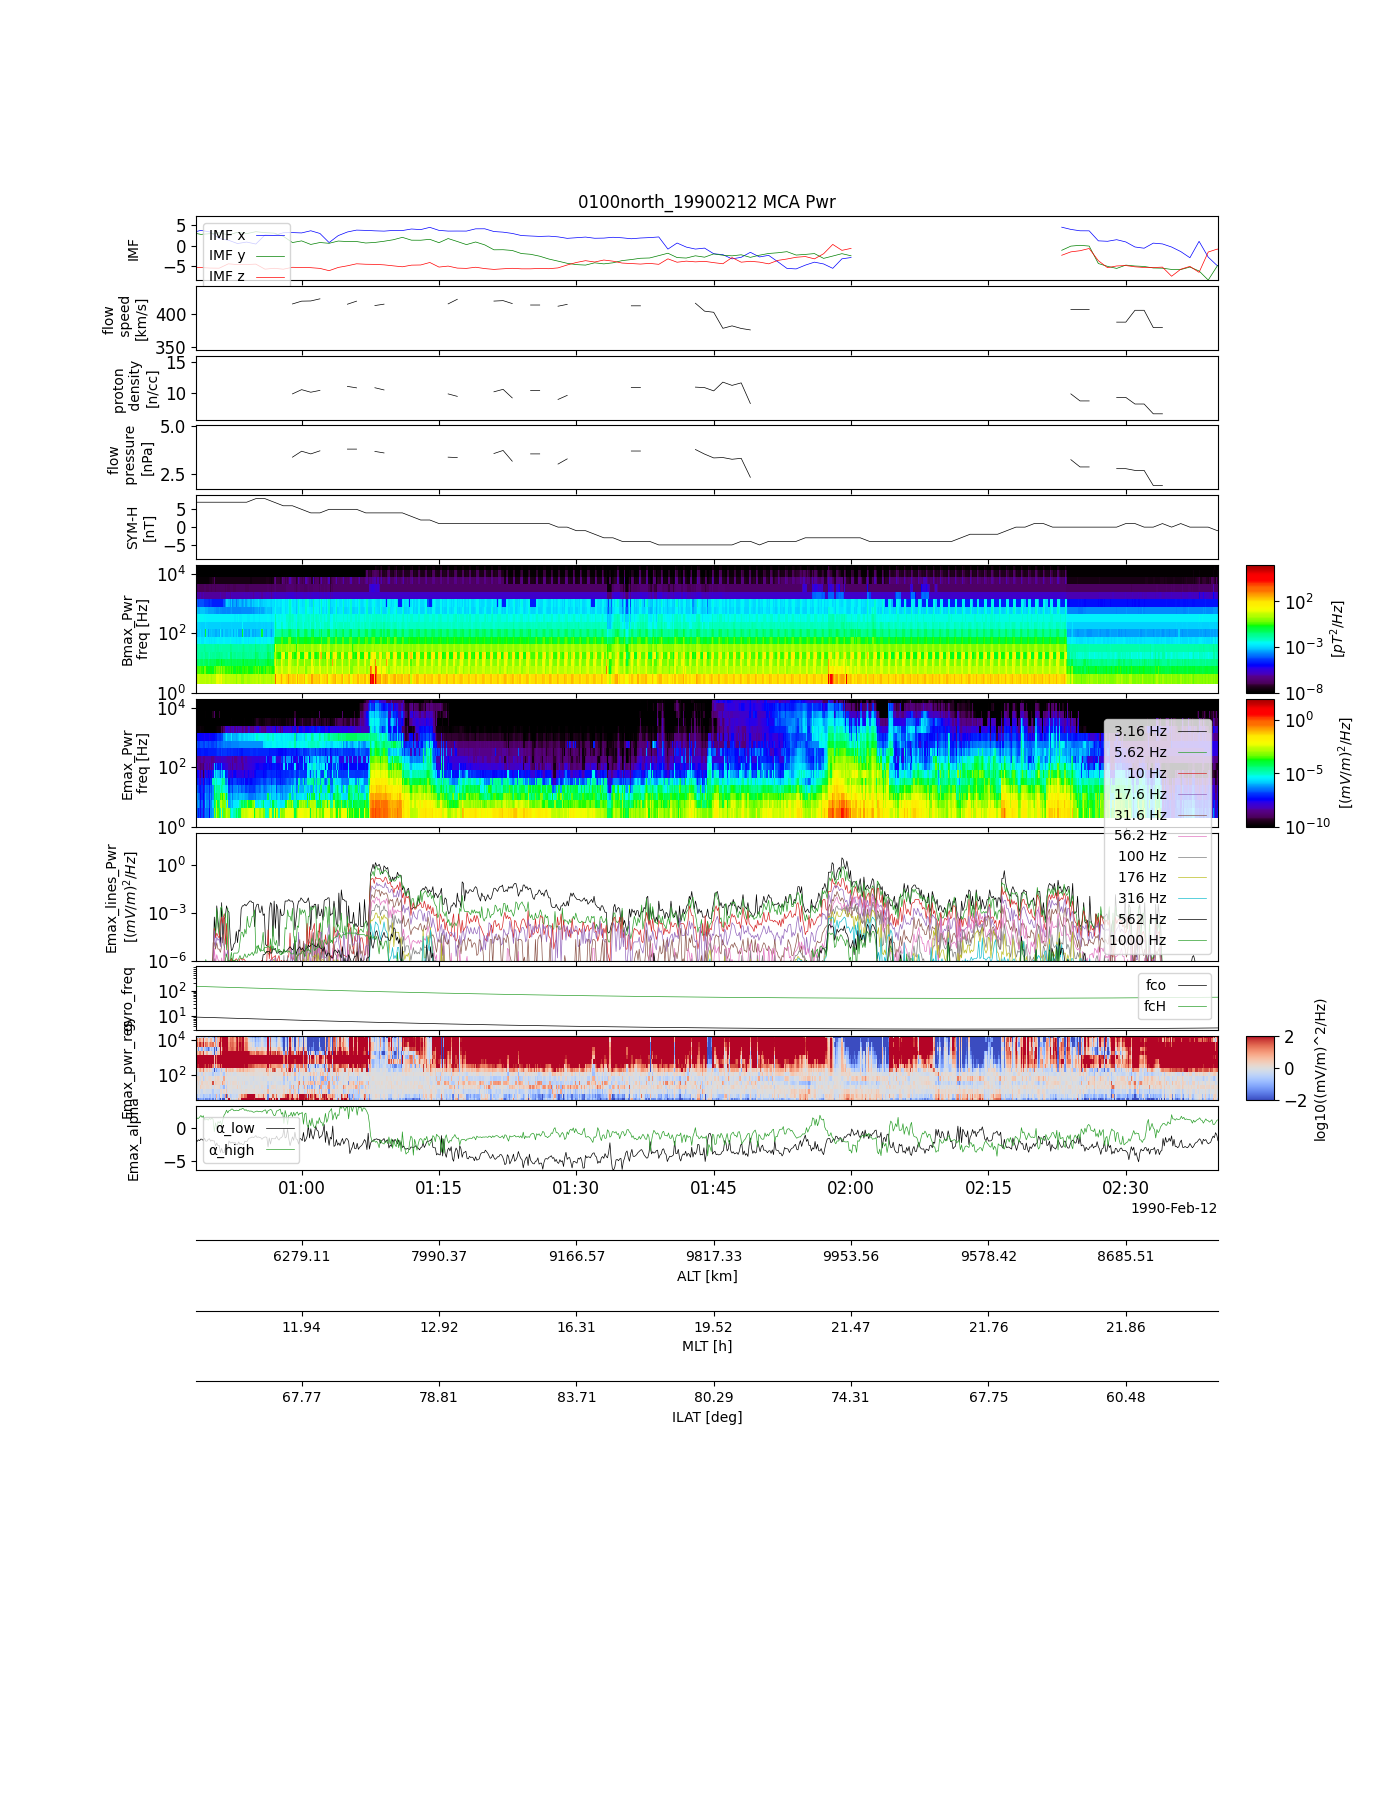 0100north_19900212 MCA Pwr
IMF
5
0
−5
IMF x
IMF y
IMF z
flow
speed
[km/s]
400
350
proton
density
[n/cc]
15
10
flow
pressure
[nPa]
5.0
2.5
SYM-H
[nT]
5
0
−5
Bmax_Pwr
freq [Hz]
10^4
10^2
10^0
10^2
10^−3
10^−8
[pT^2/Hz]
Emax_Pwr
freq [Hz]
10^4
10^2
10^0
10^0
10^−5
10^−10
[(mV/m)^2/Hz]
3.16 Hz
5.62 Hz
10 Hz
17.6 Hz
31.6 Hz
56.2 Hz
100 Hz
176 Hz
316 Hz
562 Hz
1000 Hz
Emax_lines_Pwr
[(mV/m)^2/Hz]
10^0
10^−3
10^−6
gyro_freq
10^2
10^1
fco
fcH
Emax_pwr_reg
10^4
10^2
2
0
−2
log10((mV/m)^2/Hz)
Emax_alpha
0
−5
α_low
α_high
01:00 01:15 01:30 01:45 02:00 02:15 02:30
1990-Feb-12
6279.11 7990.37 9166.57 9817.33 9953.56 9578.42 8685.51
ALT [km]
11.94 12.92 16.31 19.52 21.47 21.76 21.86
MLT [h]
67.77 78.81 83.71 80.29 74.31 67.75 60.48
ILAT [deg]